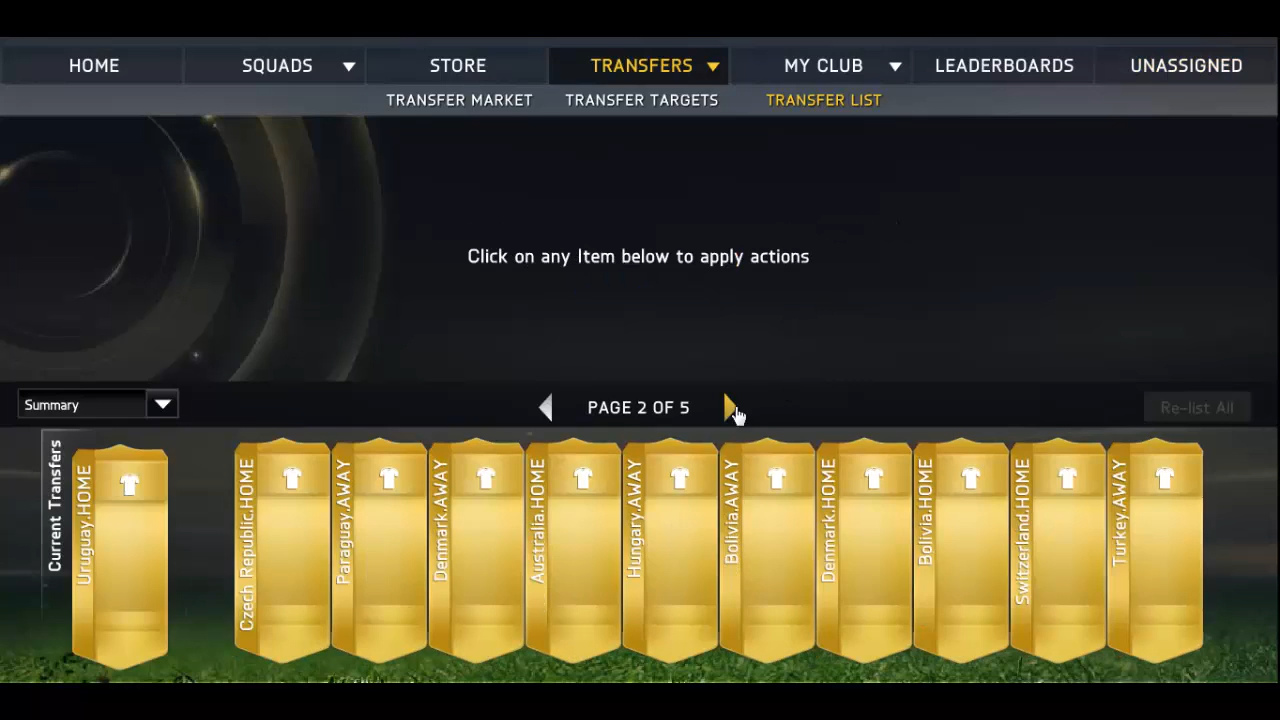 HOME
SQUADS
STORE
TRANSFERS
MY CLUB
LEADERBOARDS
UNASSIGNED
TRANSFER MARKET
TRANSFER TARGETS
TRANSFER LIST
Click on any Item below to apply actions
Summary
PAGE 2 OF 5
Re-list All
Current Transfers
Uruguay.HOME
Czech Republic.HOME
Paraguay.AWAY
Denmark.AWAY
Australia.HOME
Hungary.AWAY
Bolivia.AWAY
Denmark.HOME
Bolivia.HOME
Switzerland.HOME
Turkey.AWAY